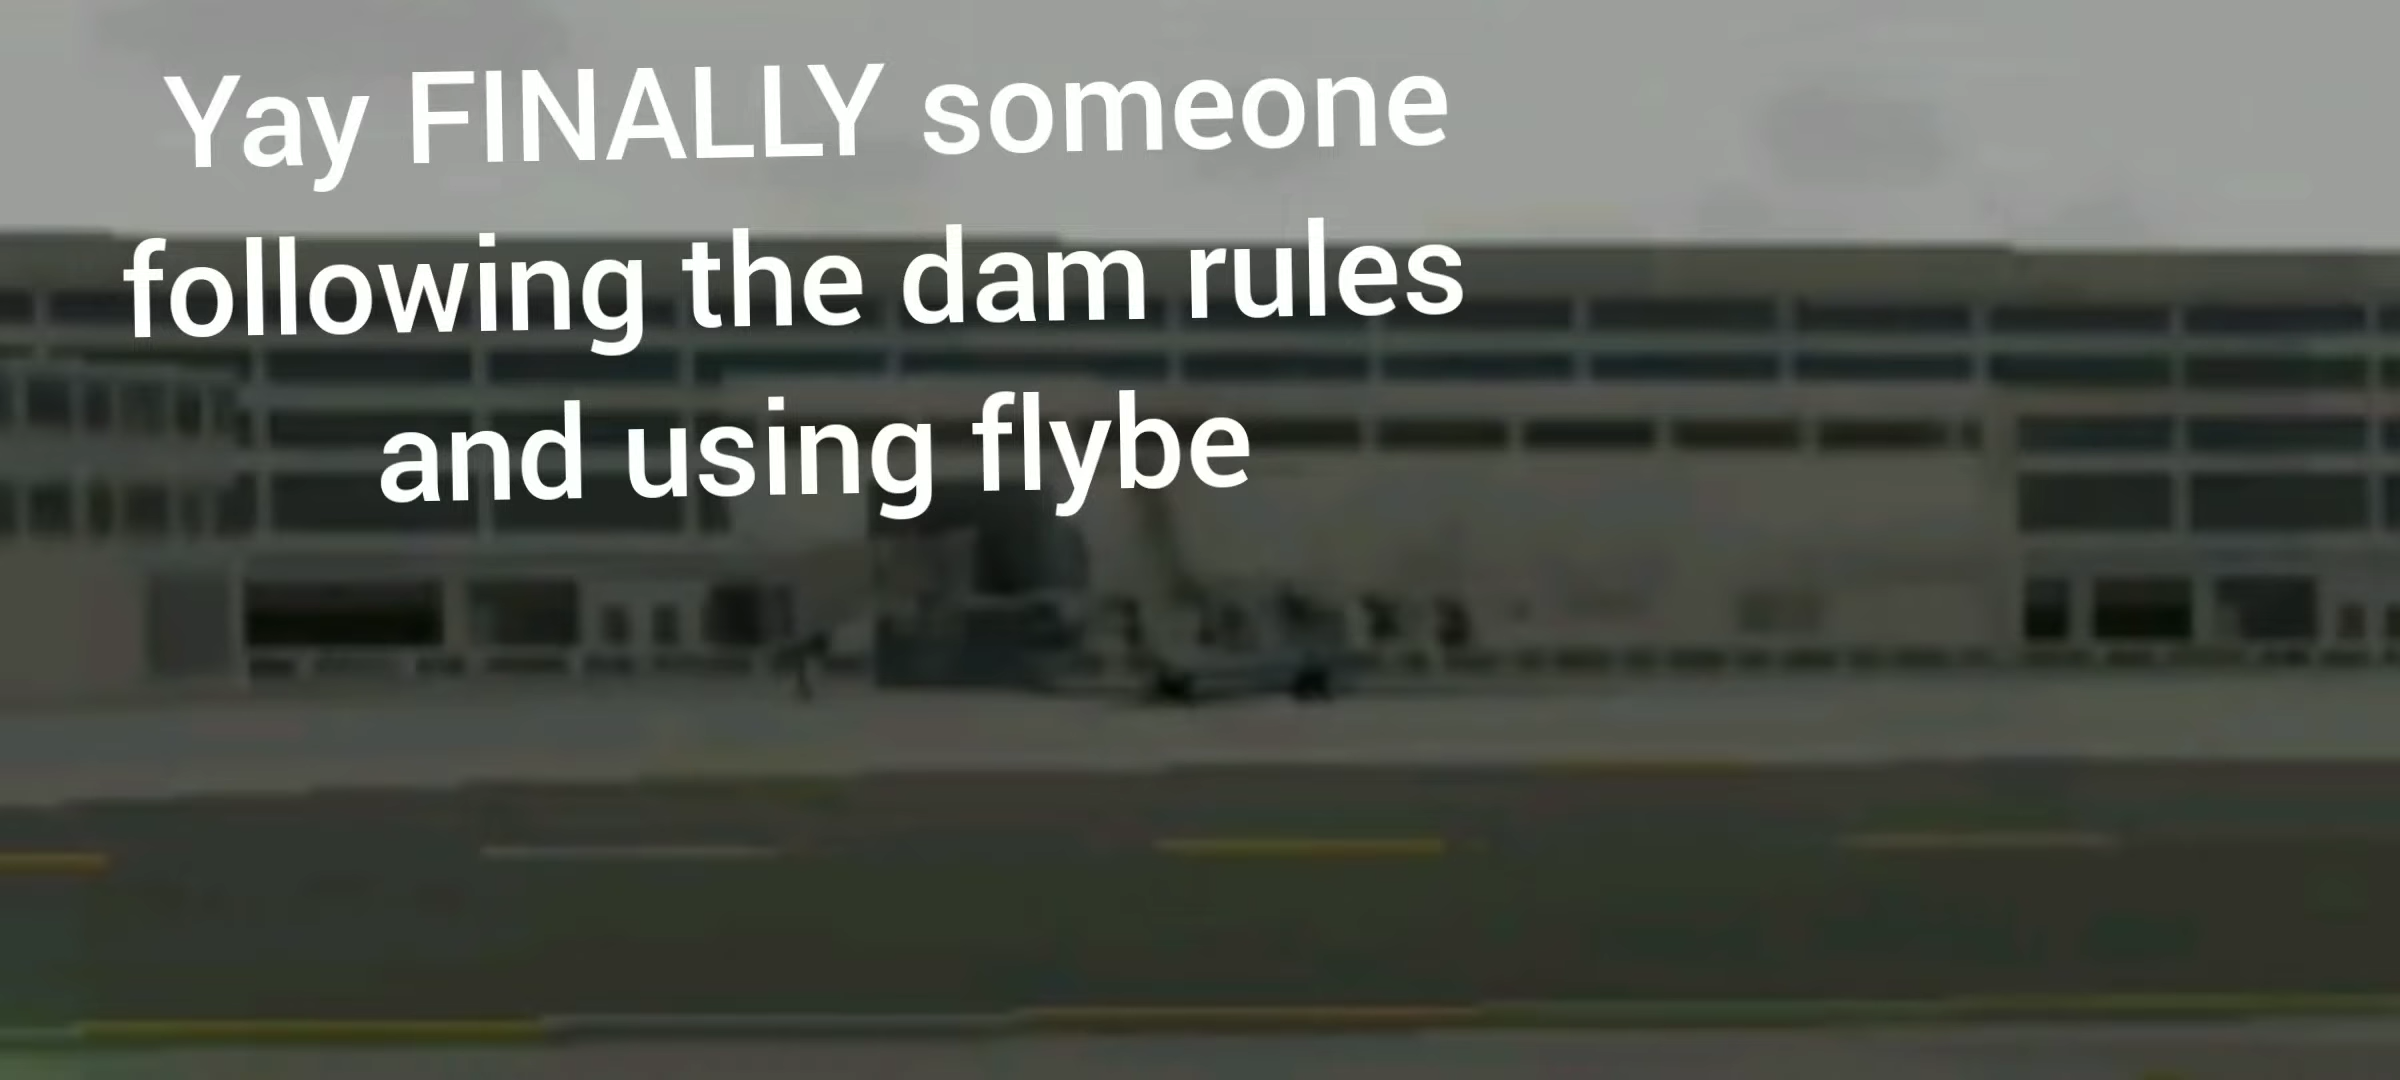 Yay FINALLY someone
following the dam rules
and using flybe